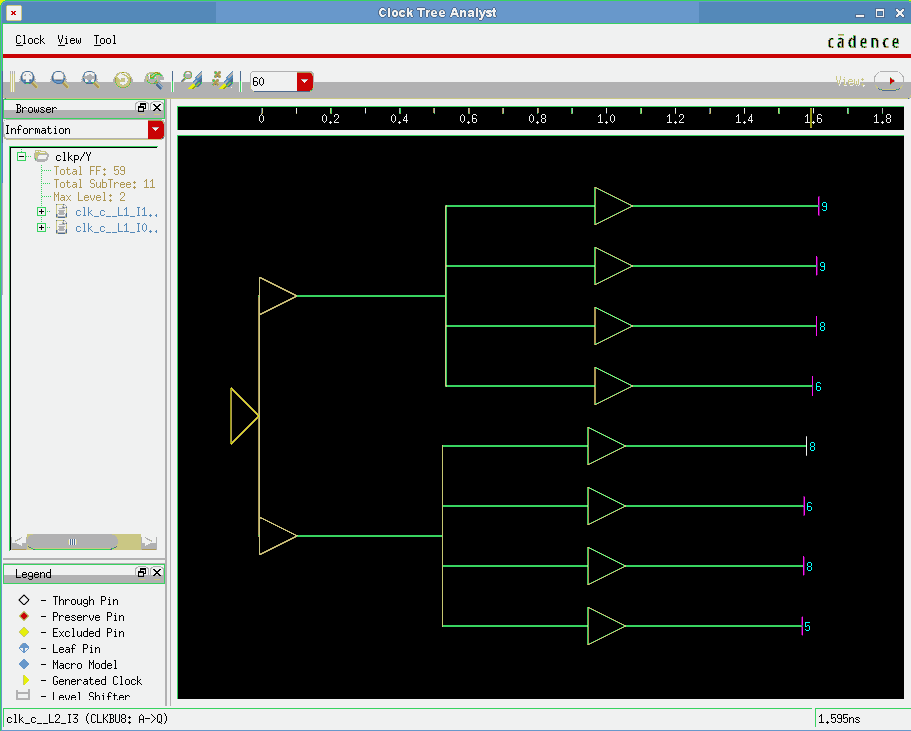 Clock Tree Analyst
Clock View Tool
cādence
60
View:
Browser
Information
clkp/Y
Total FF: 59
Total SubTree: 11
Max Level: 2
clk_c__L1_I1..
clk_c__L1_I0..
0 0.2 0.4 0.6 0.8 1.0 1.2 1.4 1.6 1.8
9
9
8
6
8
6
8
5
Legend
- Through Pin
- Preserve Pin
- Excluded Pin
- Leaf Pin
- Macro Model
- Generated Clock
- Level Shifter
clk_c__L2_I3 (CLKBU8: A->Q)
1.595ns